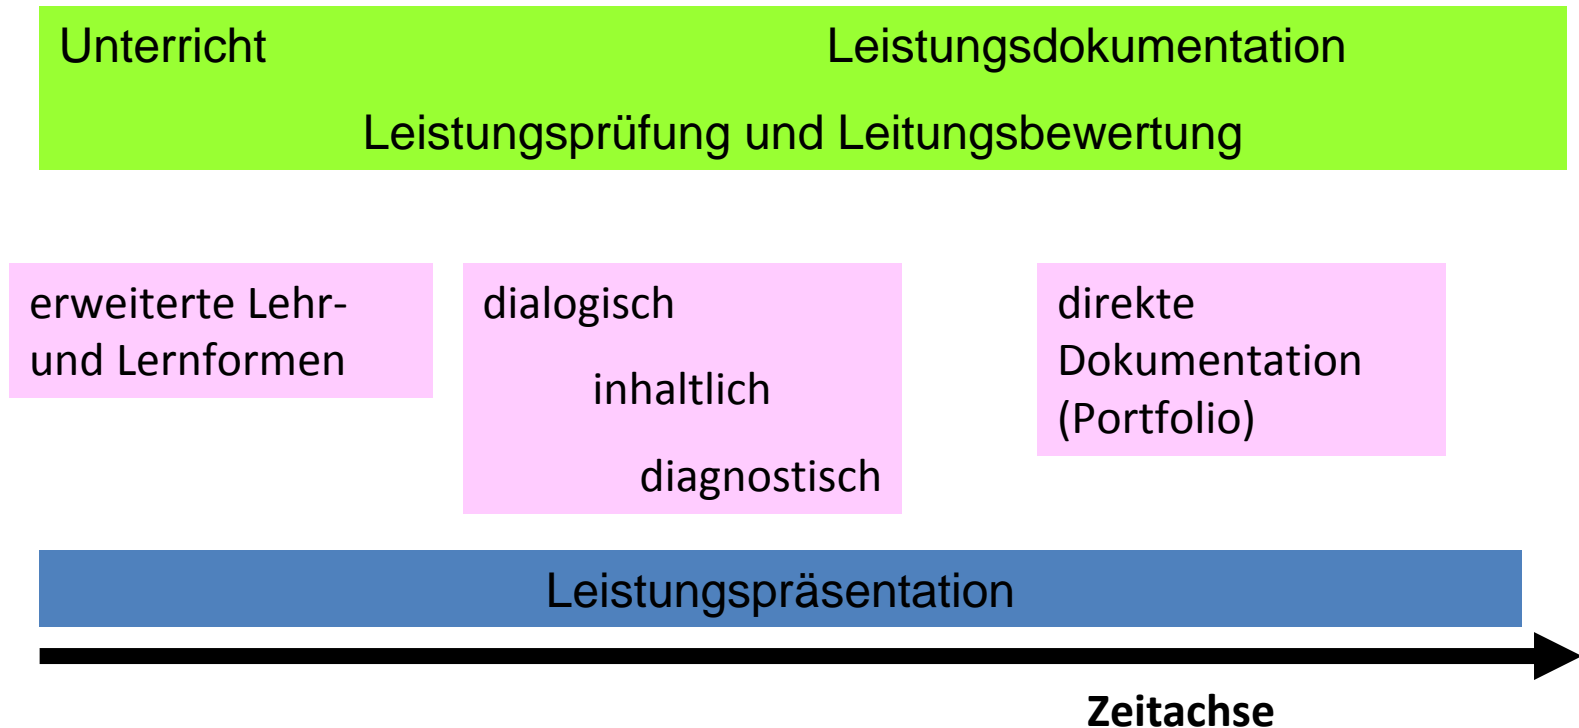 Unterricht Leistungsdokumentation
Leistungsprüfung und Leitungsbewertung
erweiterte Lehr-
und Lernformen
dialogisch
inhaltlich
diagnostisch
direkte
Dokumentation
(Portfolio)
Leistungspräsentation
Zeitachse